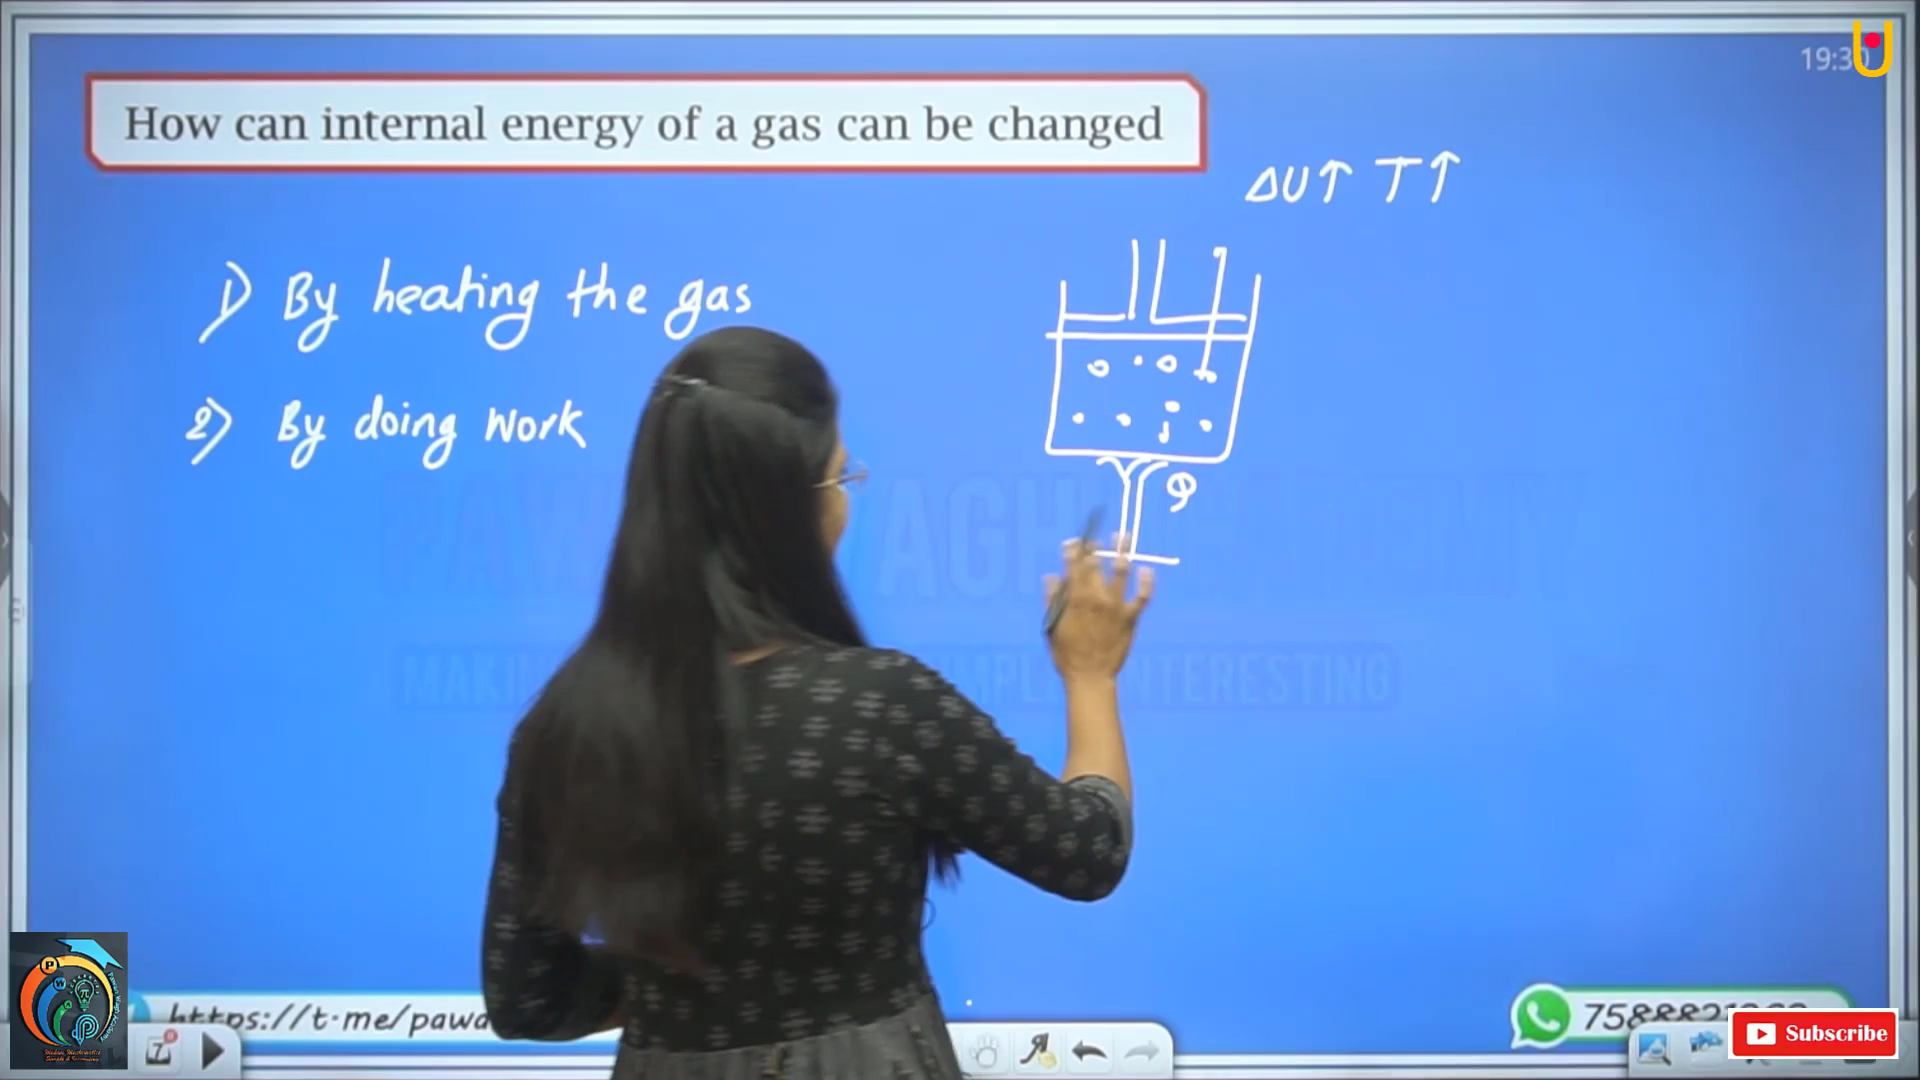 19:30
How can internal energy of a gas can be changed
ΔU↑ T↑
1) By heating the gas
2) By doing work
Q
INTERESTING
https://t.me/pawa
Subscribe